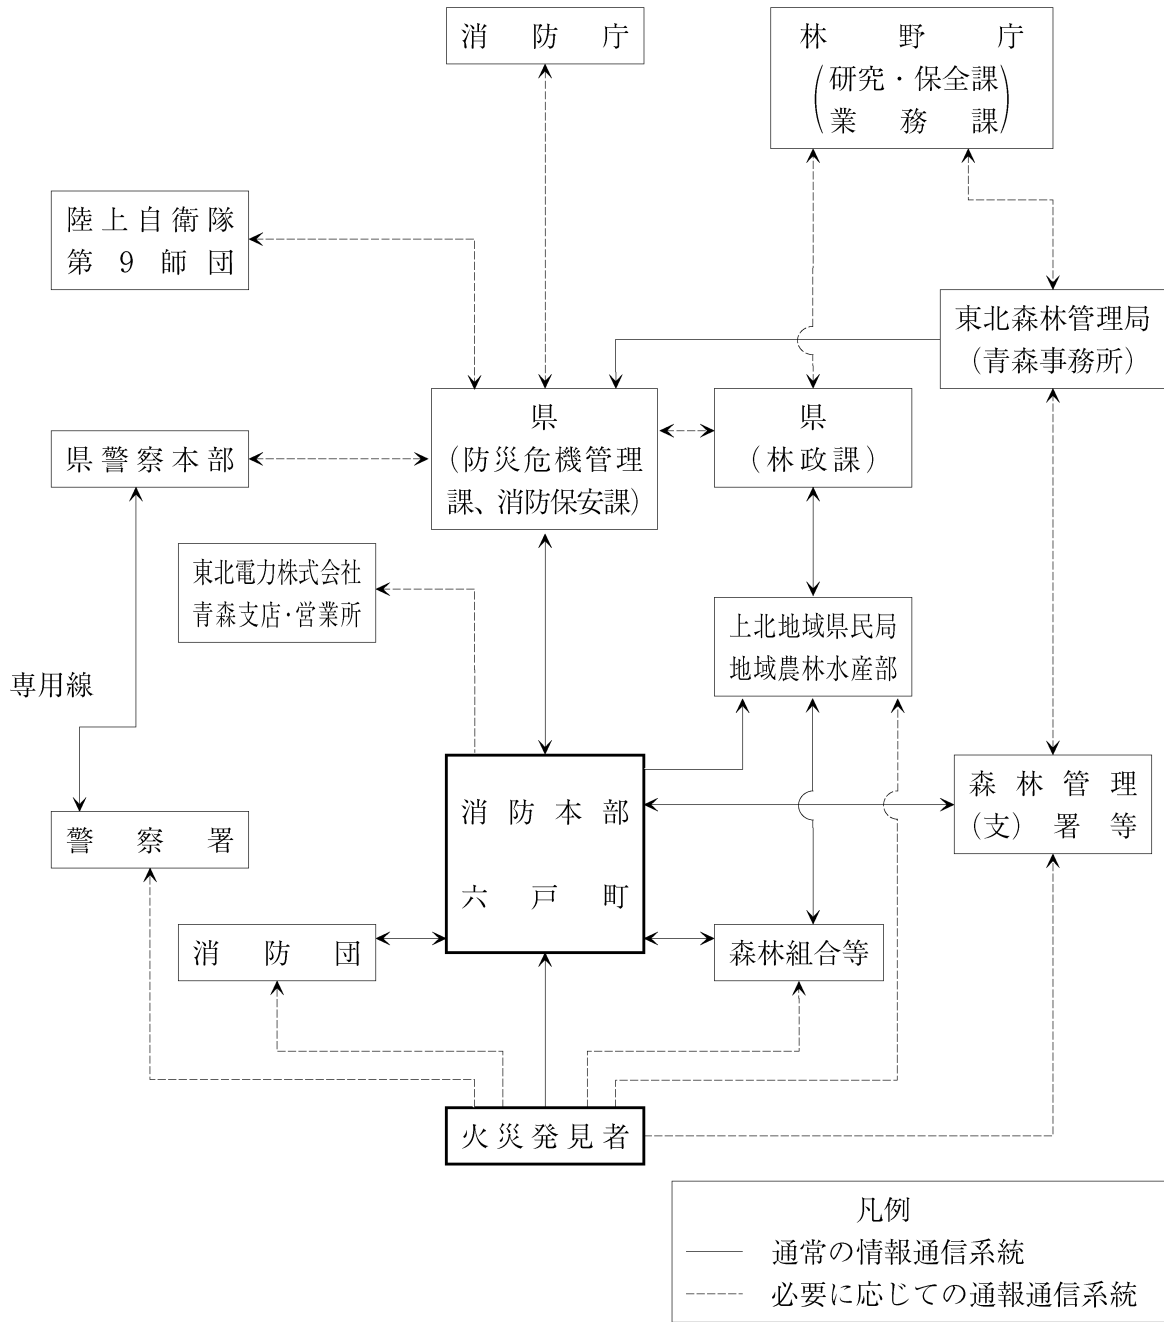 消防庁
林野庁
(研究・保全課
業務課)
陸上自衛隊
第9師団
東北森林管理局
(青森事務所)
県
(防災危機管理
課、消防保安課)
県
(林政課)
県警察本部
東北電力株式会社
青森支店・営業所
上北地域県民局
地域農林水産部
専用線
消防本部
六戸町
森林管理
(支)署等
警察署
消防団
森林組合等
火災発見者
凡例
通常の情報通信系統
必要に応じての通報通信系統